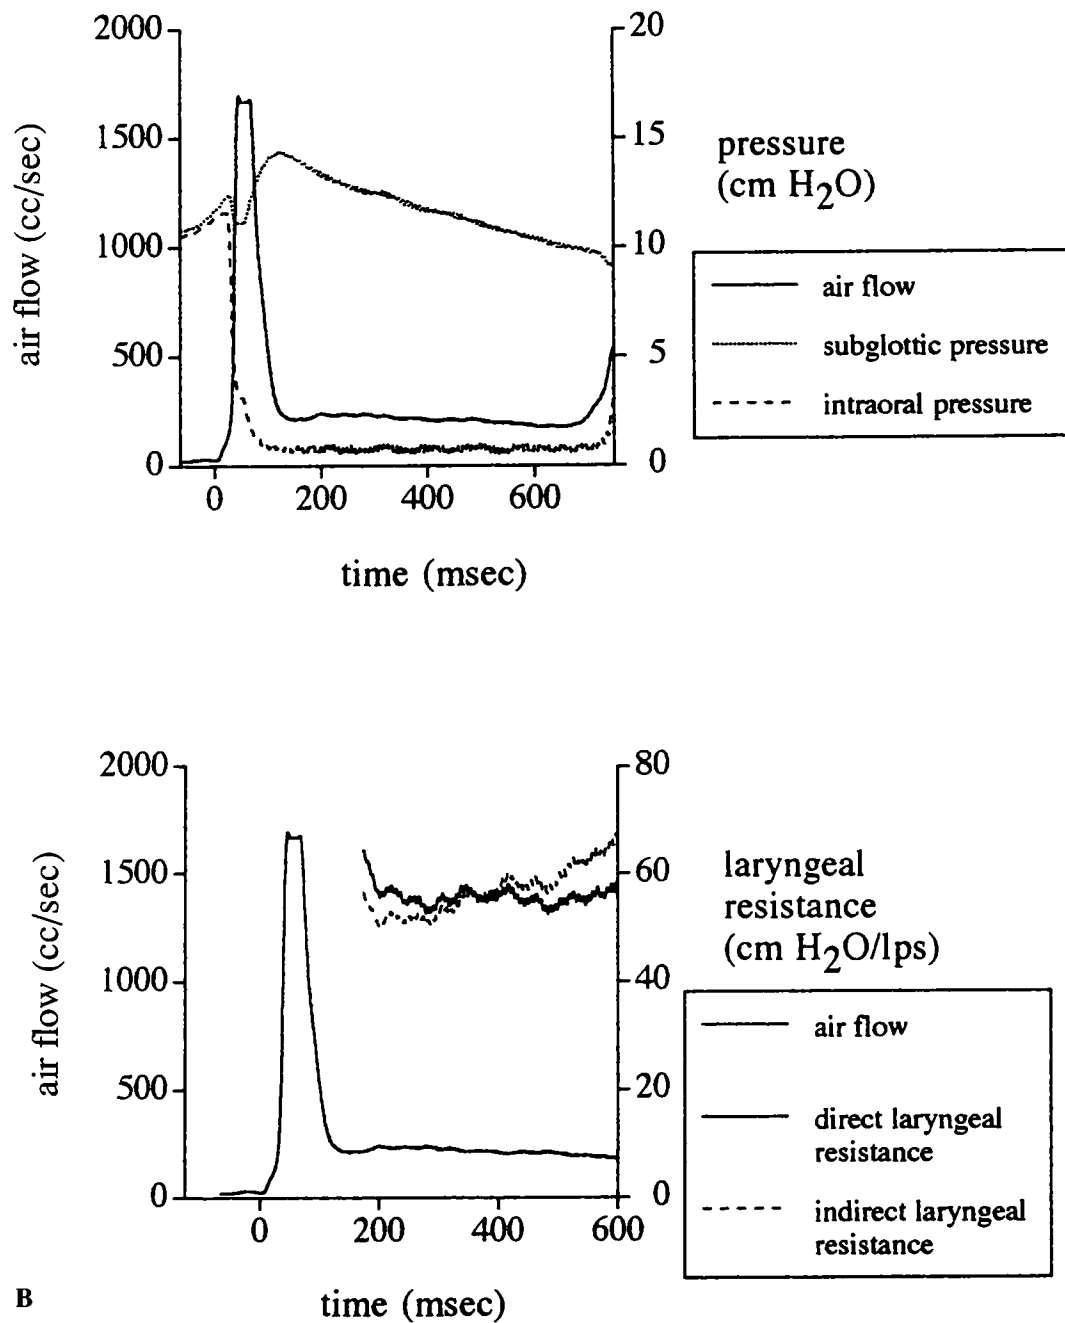 2000
1500
1000
500
0
air flow (cc/sec)
20
15
10
5
0
pressure
(cm H2O)
air flow
subglottic pressure
intraoral pressure
0 200 400 600
time (msec)
2000
1500
1000
500
0
air flow (cc/sec)
80
60
40
20
0
laryngeal
resistance
(cm H2O/lps)
air flow
direct laryngeal
resistance
indirect laryngeal
resistance
0 200 400 600
time (msec)
B